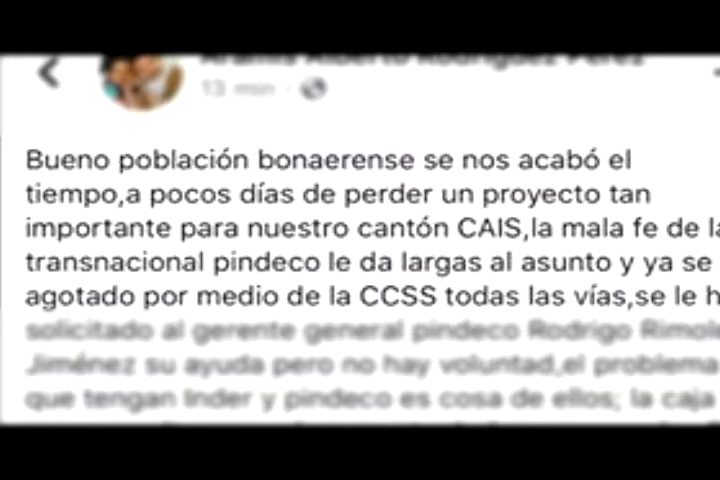 13 min
Bueno población bonaerense se nos acabó el
tiempo,a pocos días de perder un proyecto tan
importante para nuestro cantón CAIS,la mala fe de la
transnacional pindeco le da largas al asunto y ya se
agotado por medio de la CCSS todas las vías,se le h
solicitado al gerente general pindeco Rodrigo
Jiménez su ayuda pero no hay voluntad,el problema
que tengan Inder y pindeco es cosa de ellos; la caja